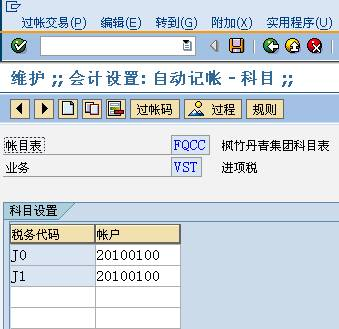 过帐交易(P) 编辑(E) 转到(G) 附加(X) 实用程序(U)
维护 ;; 会计设置: 自动记帐 - 科目 ;;
过帐码 过程 规则
帐目表 FQCC 枫竹丹青集团科目表
业务 VST 进项税
科目设置
税务代码 帐户
J0 20100100
J1 20100100